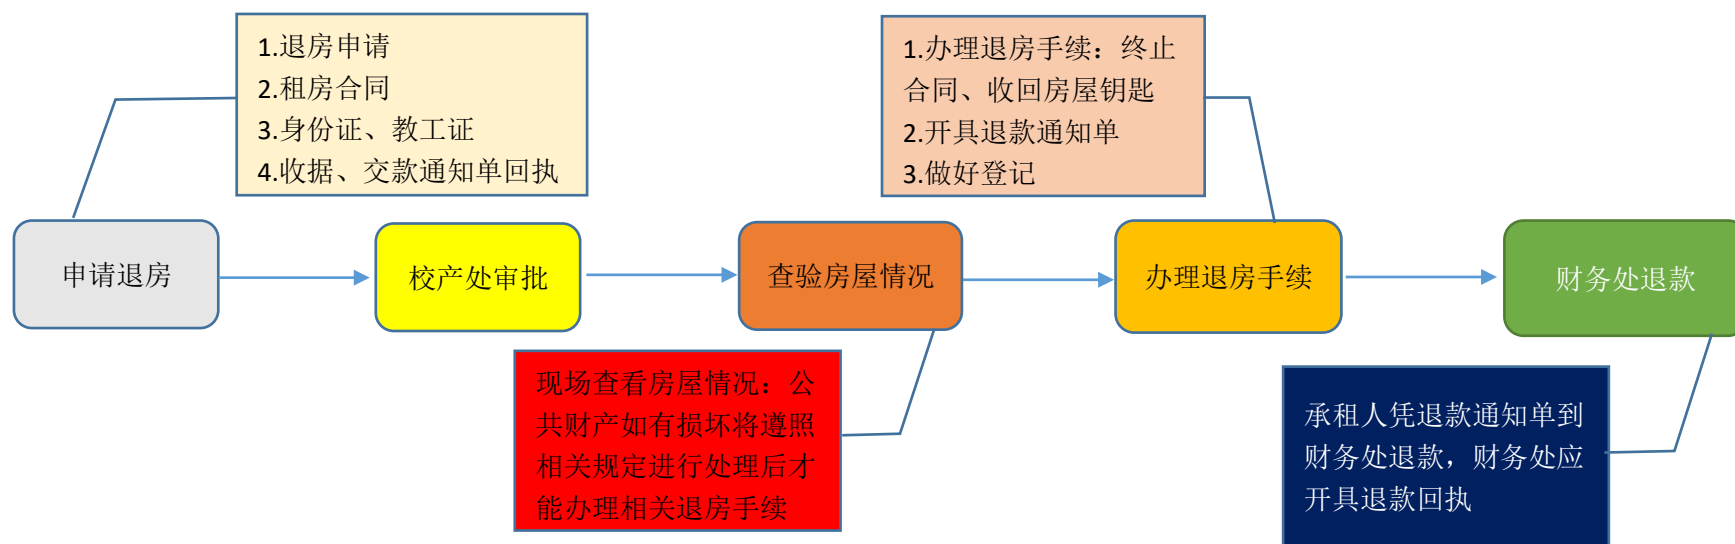 1.退房申请
2.租房合同
3.身份证、教工证
4.收据、交款通知单回执
1.办理退房手续：终止
合同、收回房屋钥匙
2.开具退款通知单
3.做好登记
申请退房
校产处审批
查验房屋情况
办理退房手续
财务处退款
现场查看房屋情况：公
共财产如有损坏将遵照
相关规定进行处理后才
能办理相关退房手续
承租人凭退款通知单到
财务处退款，财务处应
开具退款回执